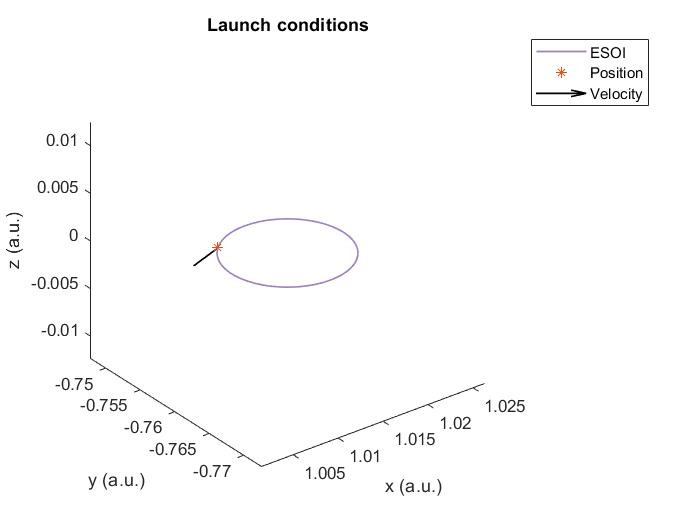 Launch conditions
ESOI
Position
Velocity
0.01
0.005
0
-0.005
-0.01
z (a.u.)
-0.75
-0.755
-0.76
-0.765
-0.77
y (a.u.)
1.005
1.01
1.015
1.02
1.025
x (a.u.)